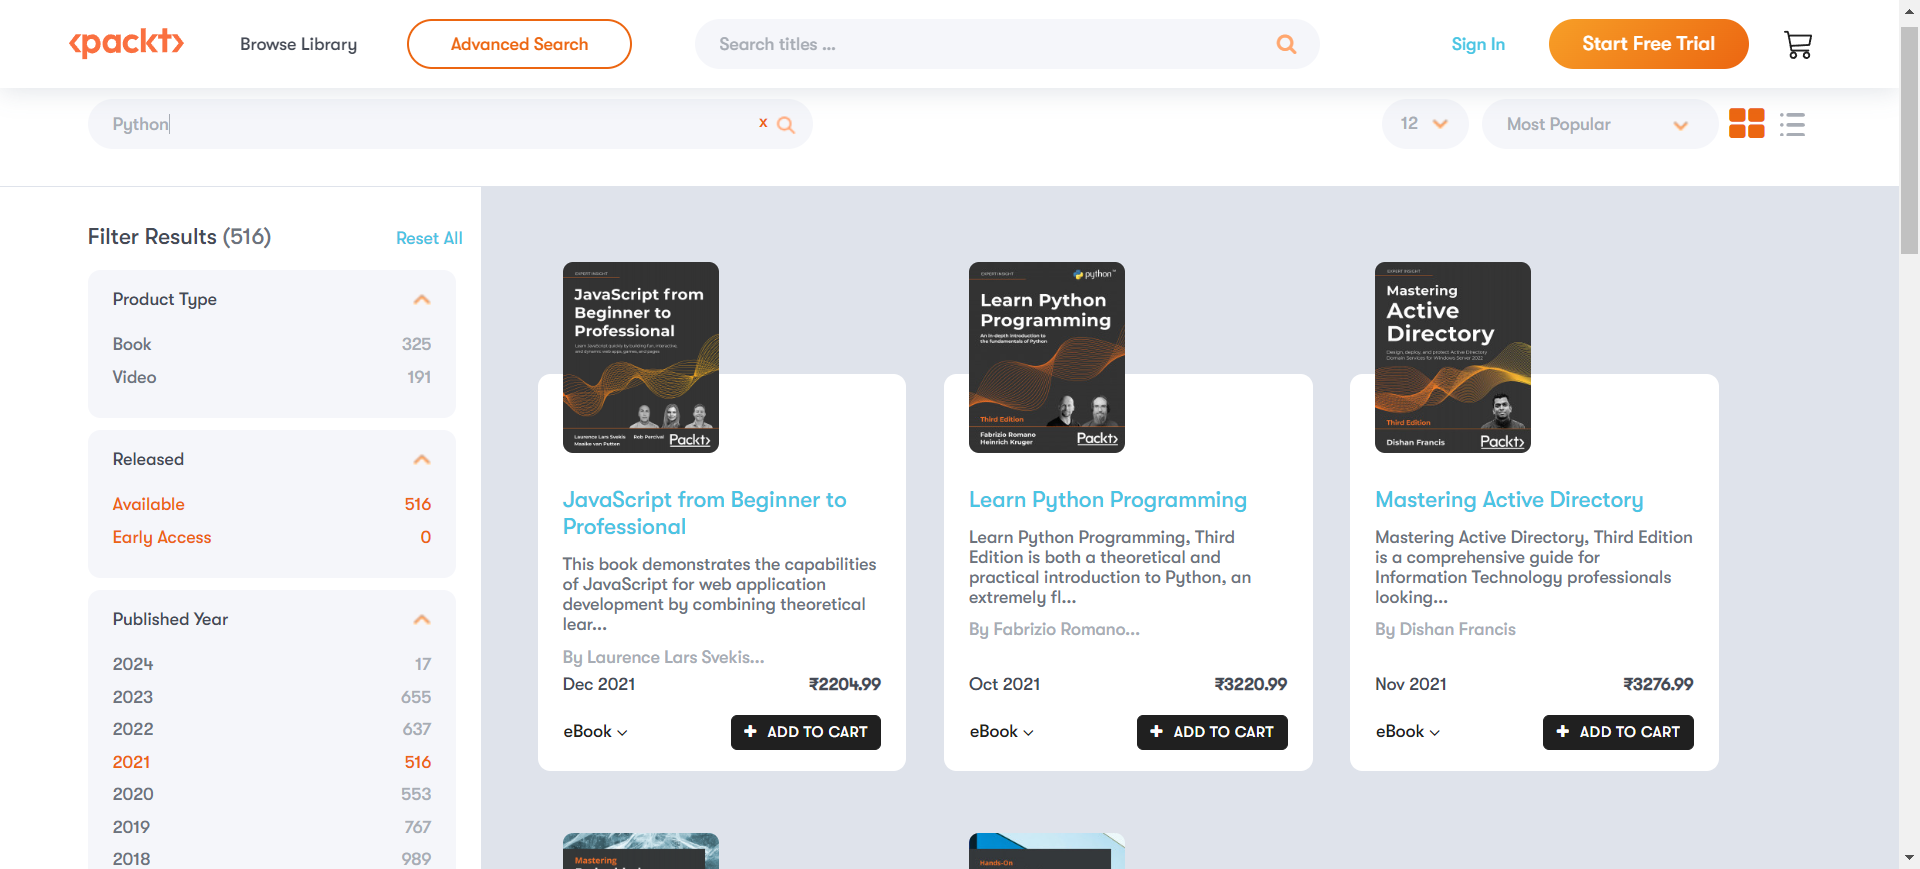 <packt>
Browse Library
Advanced Search
Search titles ...
Sign In
Start Free Trial
Python
x
12
Most Popular
Filter Results (516)
Reset All
Product Type
Book 325
Video 191
Released
Available 516
Early Access 0
Published Year
2024 17
2023 655
2022 637
2021 516
2020 553
2019 767
2018 989
EXPERT INSIGHT
JavaScript from
Beginner to
Professional
Learn JavaScript quickly by building fun, interactive,
and dynamic web apps, games, and pages
Laurence Lars Svekis Rob Percival
Maaike van Putten
Packt>
JavaScript from Beginner to
Professional
This book demonstrates the capabilities
of JavaScript for web application
development by combining theoretical
lear...
By Laurence Lars Svekis...
Dec 2021 ₹2204.99
eBook
+ ADD TO CART
EXPERT INSIGHT
python™
Learn Python
Programming
An in-depth introduction to
the fundamentals of Python
Third Edition
Fabrizio Romano
Heinrich Kruger
Packt>
Learn Python Programming
Learn Python Programming, Third
Edition is both a theoretical and
practical introduction to Python, an
extremely fl...
By Fabrizio Romano...
Oct 2021 ₹3220.99
eBook
+ ADD TO CART
EXPERT INSIGHT
Mastering
Active
Directory
Design, deploy, and protect Active Directory
Domain Services for Windows Server 2022
Third Edition
Dishan Francis
Packt>
Mastering Active Directory
Mastering Active Directory, Third Edition
is a comprehensive guide for
Information Technology professionals
looking...
By Dishan Francis
Nov 2021 ₹3276.99
eBook
+ ADD TO CART
Mastering
Hands-On